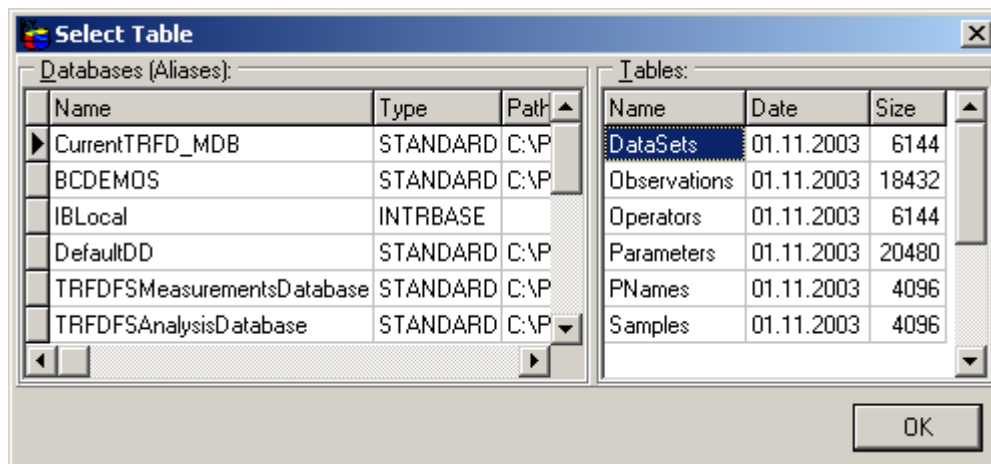 Select Table
Databases (Aliases):
Name Type Path
CurrentTRFD_MDB STANDARD C:\P
BCDEMOS STANDARD C:\P
IBLocal INTRBASE
DefaultDD STANDARD C:\P
TRFDFSMeasurementsDatabase STANDARD C:\P
TRFDFSAnalysisDatabase STANDARD C:\P
Tables:
Name Date Size
DataSets 01.11.2003 6144
Observations 01.11.2003 18432
Operators 01.11.2003 6144
Parameters 01.11.2003 20480
PNames 01.11.2003 4096
Samples 01.11.2003 4096
OK